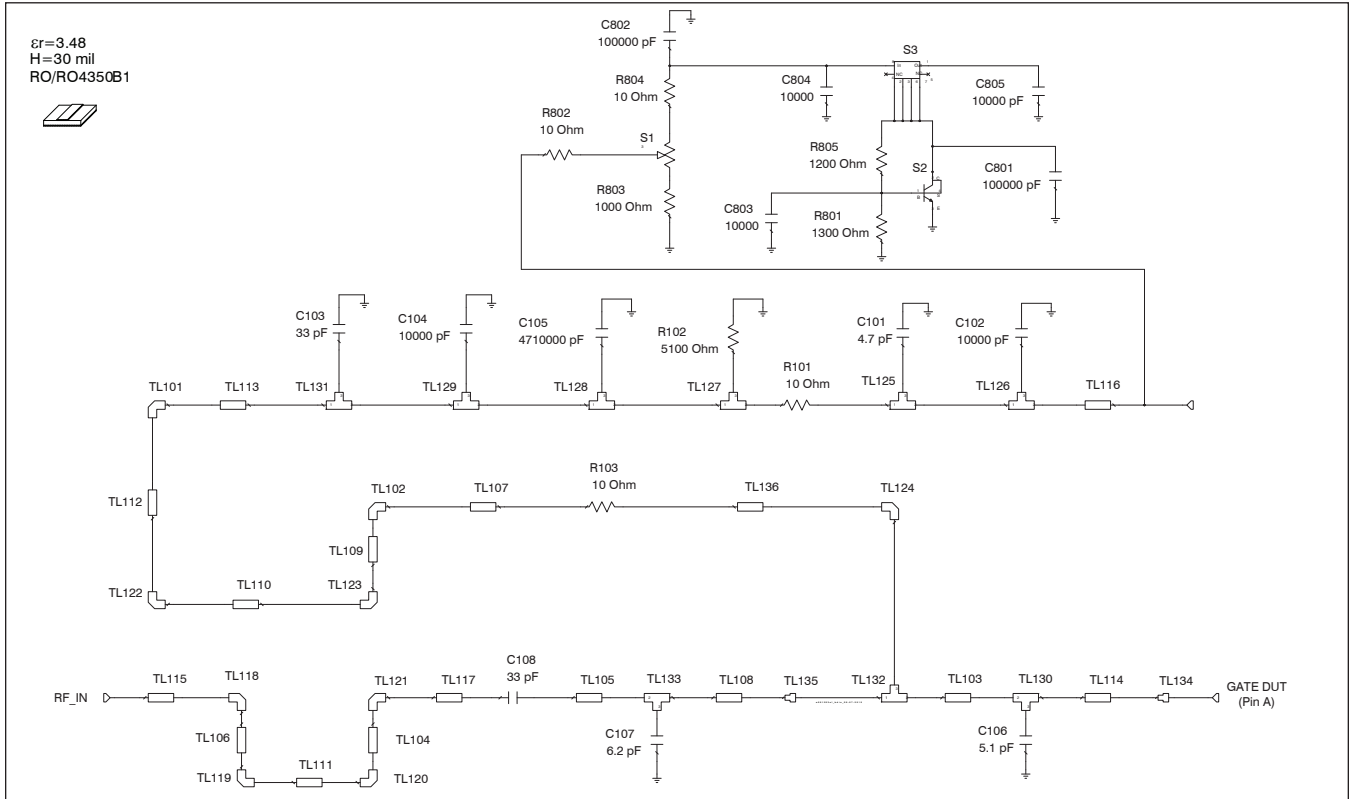 εr=3.48
H=30 mil
RO/RO4350B1
C802
100000 pF
R804
10 Ohm
R802
10 Ohm
S1
R803
1000 Ohm
S3
C804
10000
C805
10000 pF
R805
1200 Ohm
S2
C801
100000 pF
C803
10000
R801
1300 Ohm
C103
33 pF
C104
10000 pF
C105
4710000 pF
R102
5100 Ohm
R101
10 Ohm
C101
4.7 pF
C102
10000 pF
TL101
TL113
TL131
TL129
TL128
TL127
TL125
TL126
TL116
TL112
TL102
TL107
R103
10 Ohm
TL136
TL124
TL109
TL122
TL110
TL123
RF_IN
TL115
TL118
TL121
TL117
C108
33 pF
TL105
TL133
TL108
TL135
TL132
TL103
TL130
TL114
TL134
GATE DUT
(Pin A)
TL106
TL104
C107
6.2 pF
C106
5.1 pF
TL119
TL111
TL120